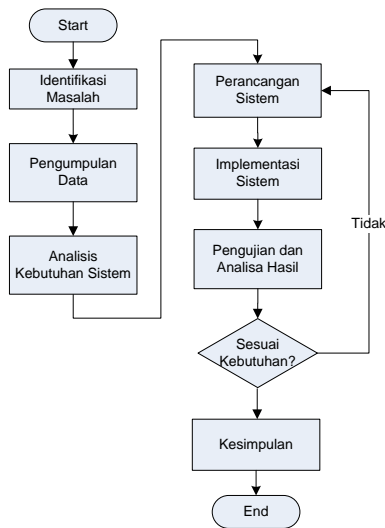 Start
Identifikasi
Masalah
Pengumpulan
Data
Analisis
Kebutuhan Sistem
Perancangan
Sistem
Implementasi
Sistem
Pengujian dan
Analisa Hasil
Sesuai
Kebutuhan?
Tidak
Kesimpulan
End